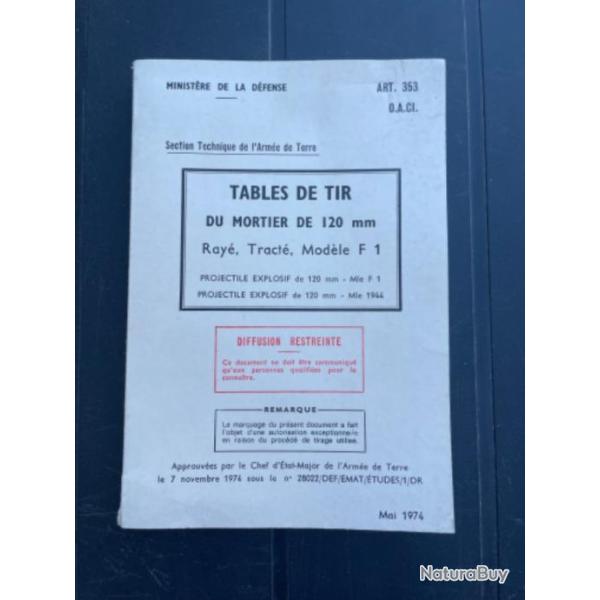 MINISTÈRE DE LA DÉFENSE
ART. 353
O.A.CI.
Section Technique de l'Armée de Terre
TABLES DE TIR
DU MORTIER DE 120 mm
Rayé, Tracté, Modèle F 1
PROJECTILE EXPLOSIF de 120 mm - Mle F 1
PROJECTILE EXPLOSIF de 120 mm - Mle 1944
DIFFUSION RESTREINTE
Ce document ne doit être communiqué
qu'aux personnes qualifiées pour le
connaître.
REMARQUE
Le marquage du présent document a fait
l'objet d'une autorisation exceptionnelle
en raison du procédé de tirage utilisé.
Approuvées par le Chef d'État-Major de l'Armée de Terre
le 7 novembre 1974 sous le n° 28022/DEF/EMAT/ÉTUDES/1/DR
Mai 1974
NaturaBuy